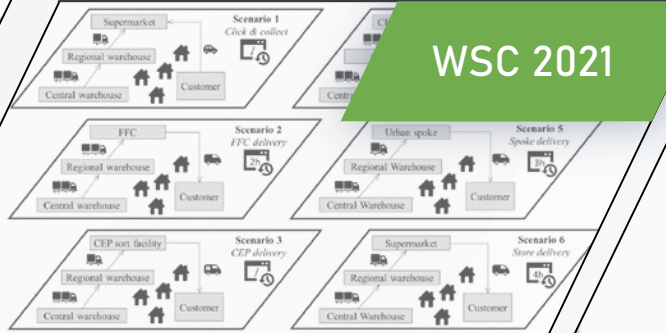 WSC 2021
Scenario 1
Click & collect
Supermarket
Regional warehouse
Central warehouse
Customer
/
Scenario 2
FFC delivery
FFC
2h
Regional warehouse
Central warehouse
Customer
Scenario 3
CEP delivery
CEP sort facility
/
Regional warehouse
Central warehouse
Customer
Scenario 5
Spoke delivery
Urban spoke
3h
Regional Warehouse
Central Warehouse
Customer
Scenario 6
Store delivery
Supermarket
4h
Regional warehouse
Central warehouse
Customer